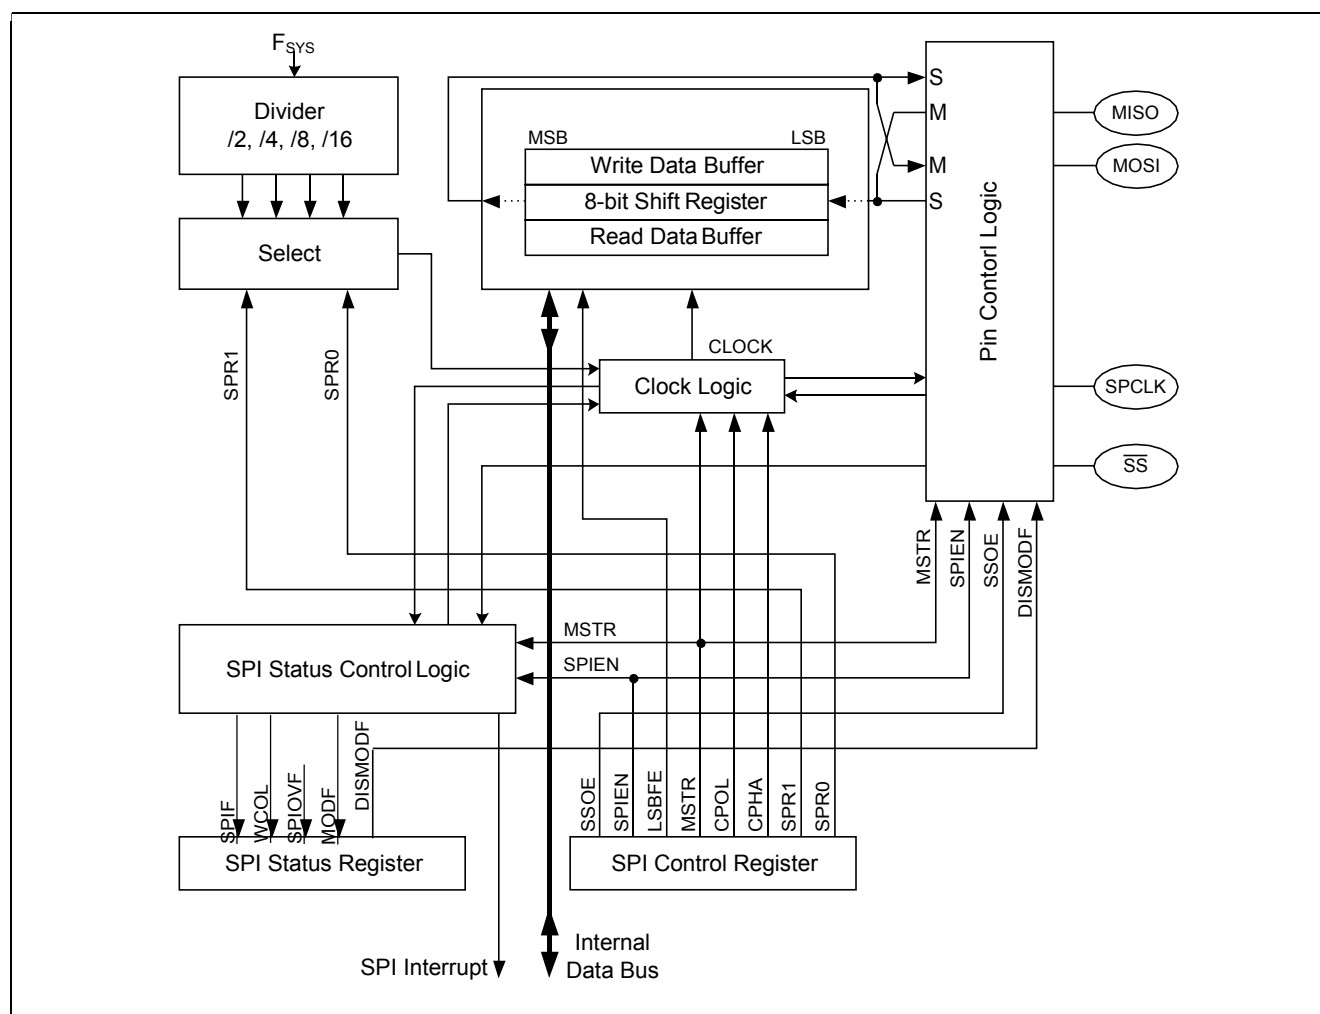 FSYS
Divider
/2, /4, /8, /16
Select
SPR1
SPR0
MSB
LSB
Write Data Buffer
8-bit Shift Register
Read Data Buffer
CLOCK
Clock Logic
S
M
M
S
Pin Contorl Logic
MISO
MOSI
SPCLK
SS
MSTR
SPIEN
SSOE
DISMODF
MSTR
SPIEN
SPI Status Control Logic
SPIF
WCOL
SPIOVF
MODF
DISMODF
SPI Status Register
SSOE
SPIEN
LSBFE
MSTR
CPOL
CPHA
SPR1
SPR0
SPI Control Register
SPI Interrupt
Internal
Data Bus